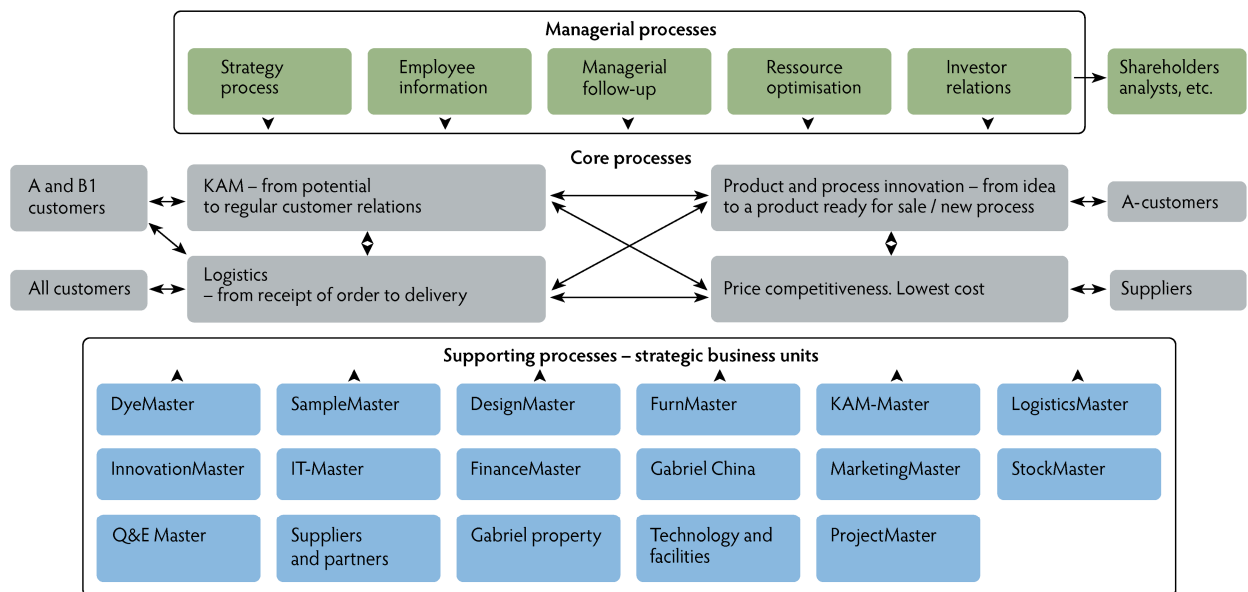 Managerial processes
Strategy
process
Employee
information
Managerial
follow-up
Ressource
optimisation
Investor
relations
Shareholders
analysts, etc.
Core processes
A and B1
customers
KAM – from potential
to regular customer relations
Product and process innovation – from idea
to a product ready for sale / new process
A-customers
All customers
Logistics
– from receipt of order to delivery
Price competitiveness. Lowest cost
Suppliers
Supporting processes – strategic business units
DyeMaster
SampleMaster
DesignMaster
FurnMaster
KAM-Master
LogisticsMaster
InnovationMaster
IT-Master
FinanceMaster
Gabriel China
MarketingMaster
StockMaster
Q&E Master
Suppliers
and partners
Gabriel property
Technology and
facilities
ProjectMaster